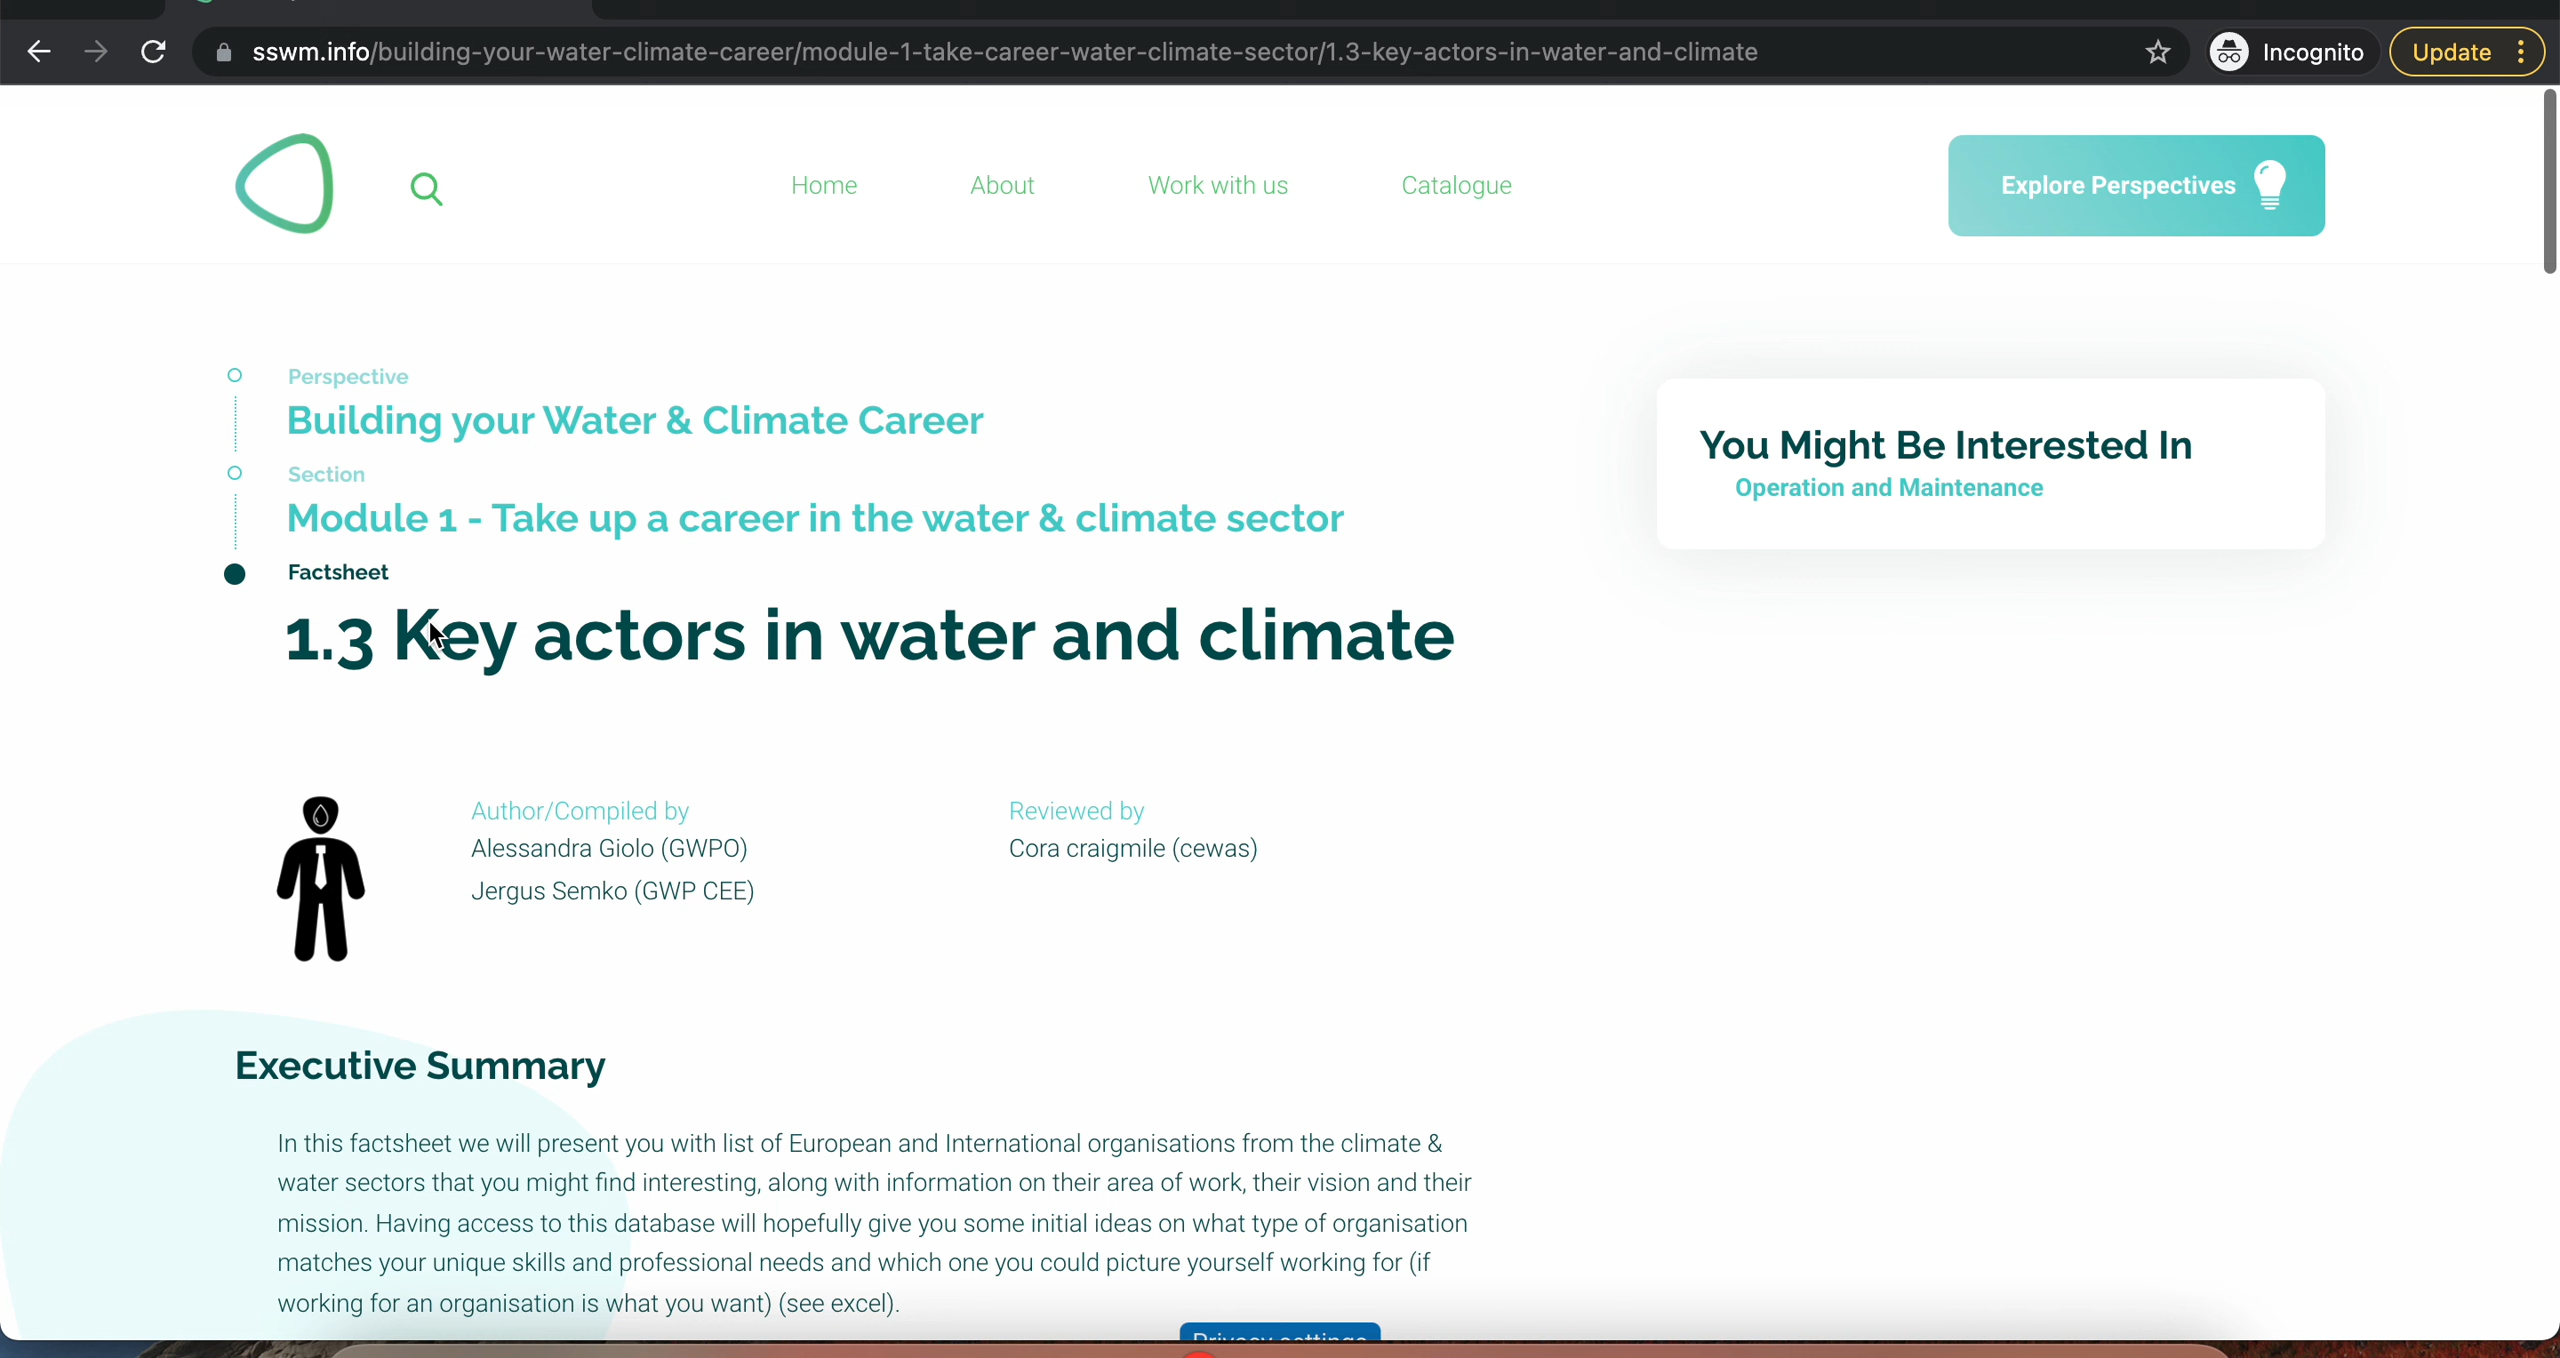 sswm.info/building-your-water-climate-career/module-1-take-career-water-climate-sector/1.3-key-actors-in-water-and-climate
Incognito
Update
Home
About
Work with us
Catalogue
Explore Perspectives
Perspective
Building your Water & Climate Career
Section
Module 1 - Take up a career in the water & climate sector
Factsheet
1.3 Key actors in water and climate
You Might Be Interested In
Operation and Maintenance
Author/Compiled by
Alessandra Giolo (GWPO)
Jergus Semko (GWP CEE)
Reviewed by
Cora craigmile (cewas)
Executive Summary
In this factsheet we will present you with list of European and International organisations from the climate &
water sectors that you might find interesting, along with information on their area of work, their vision and their
mission. Having access to this database will hopefully give you some initial ideas on what type of organisation
matches your unique skills and professional needs and which one you could picture yourself working for (if
working for an organisation is what you want) (see excel).
Privacy settings